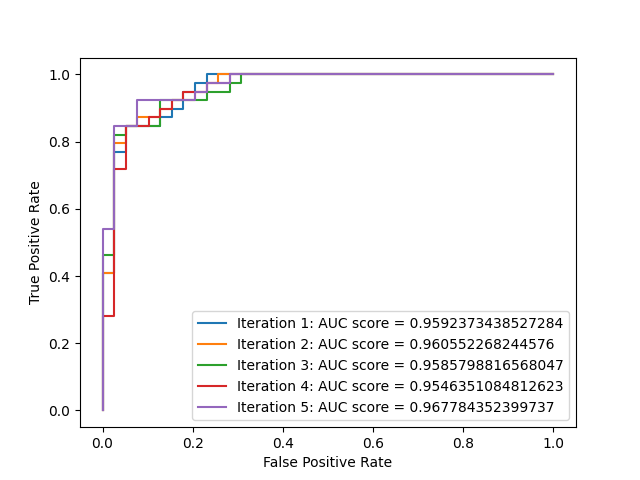 1.0
0.8
0.6
0.4
0.2
0.0
True Positive Rate
Iteration 1: AUC score = 0.9592373438527284
Iteration 2: AUC score = 0.960552268244576
Iteration 3: AUC score = 0.9585798816568047
Iteration 4: AUC score = 0.9546351084812623
Iteration 5: AUC score = 0.967784352399737
0.0 0.2 0.4 0.6 0.8 1.0
False Positive Rate